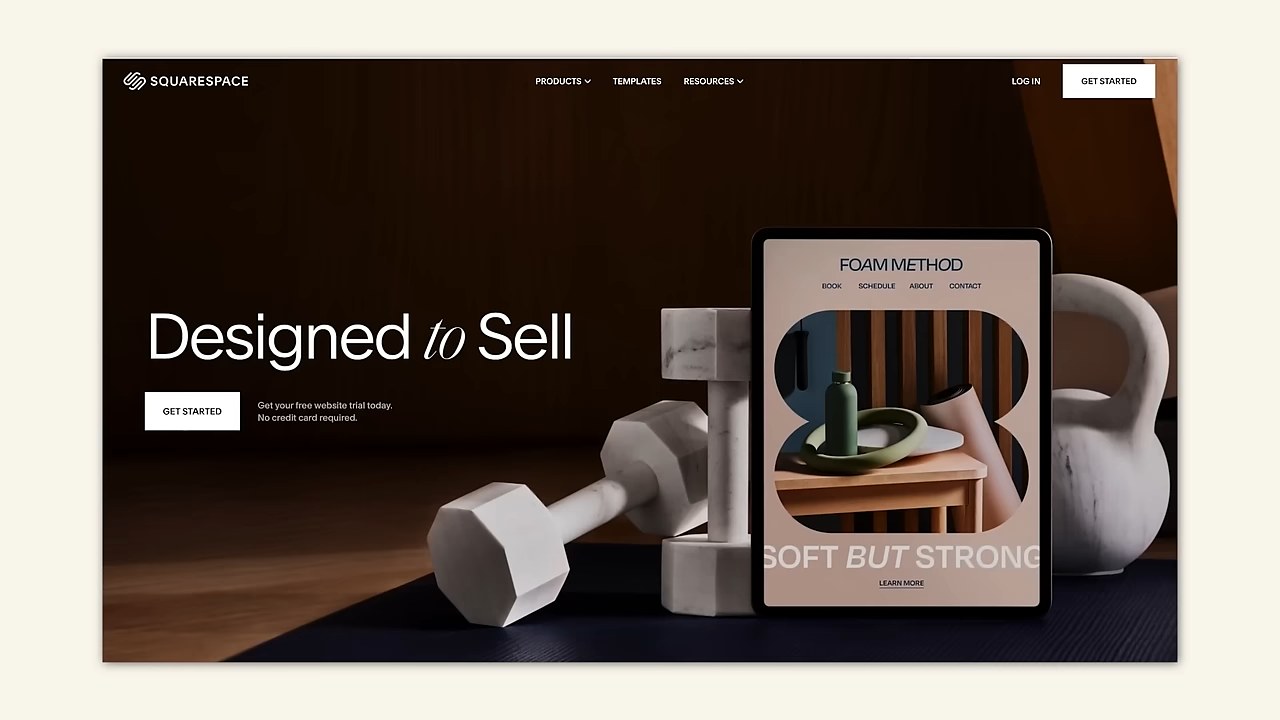 SQUARESPACE
PRODUCTS
TEMPLATES
RESOURCES
LOG IN
GET STARTED
Designed to Sell
GET STARTED
Get your free website trial today.
No credit card required.
FOAM METHOD
BOOK
SCHEDULE
ABOUT
CONTACT
SOFT BUT STRONG
LEARN MORE